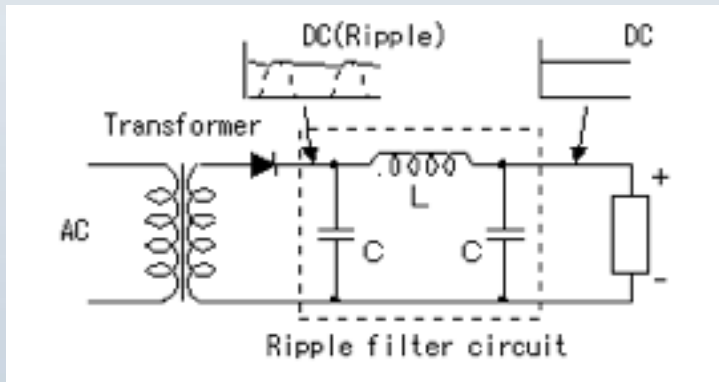 DC(Ripple)
DC
Transformer
AC
L
C
C
+
-
Ripple filter circuit